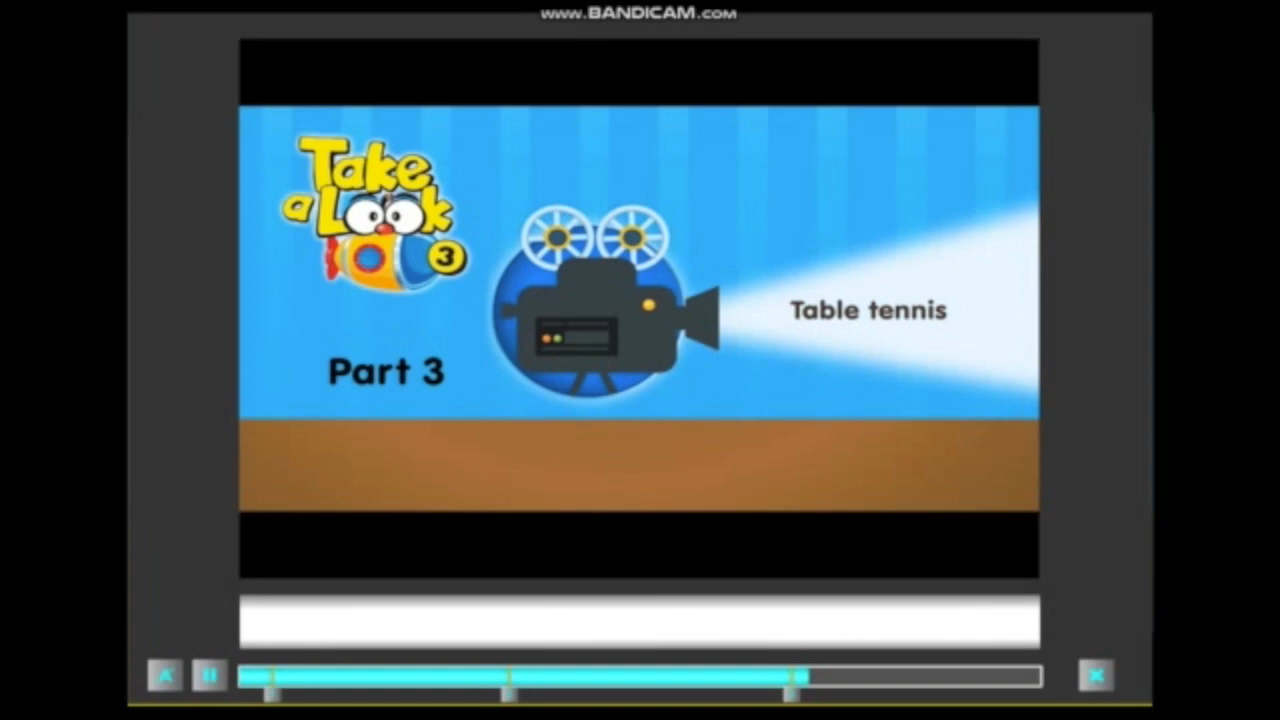 www.BANDICAM.com
Take
a Look
3
Table tennis
Part 3
A